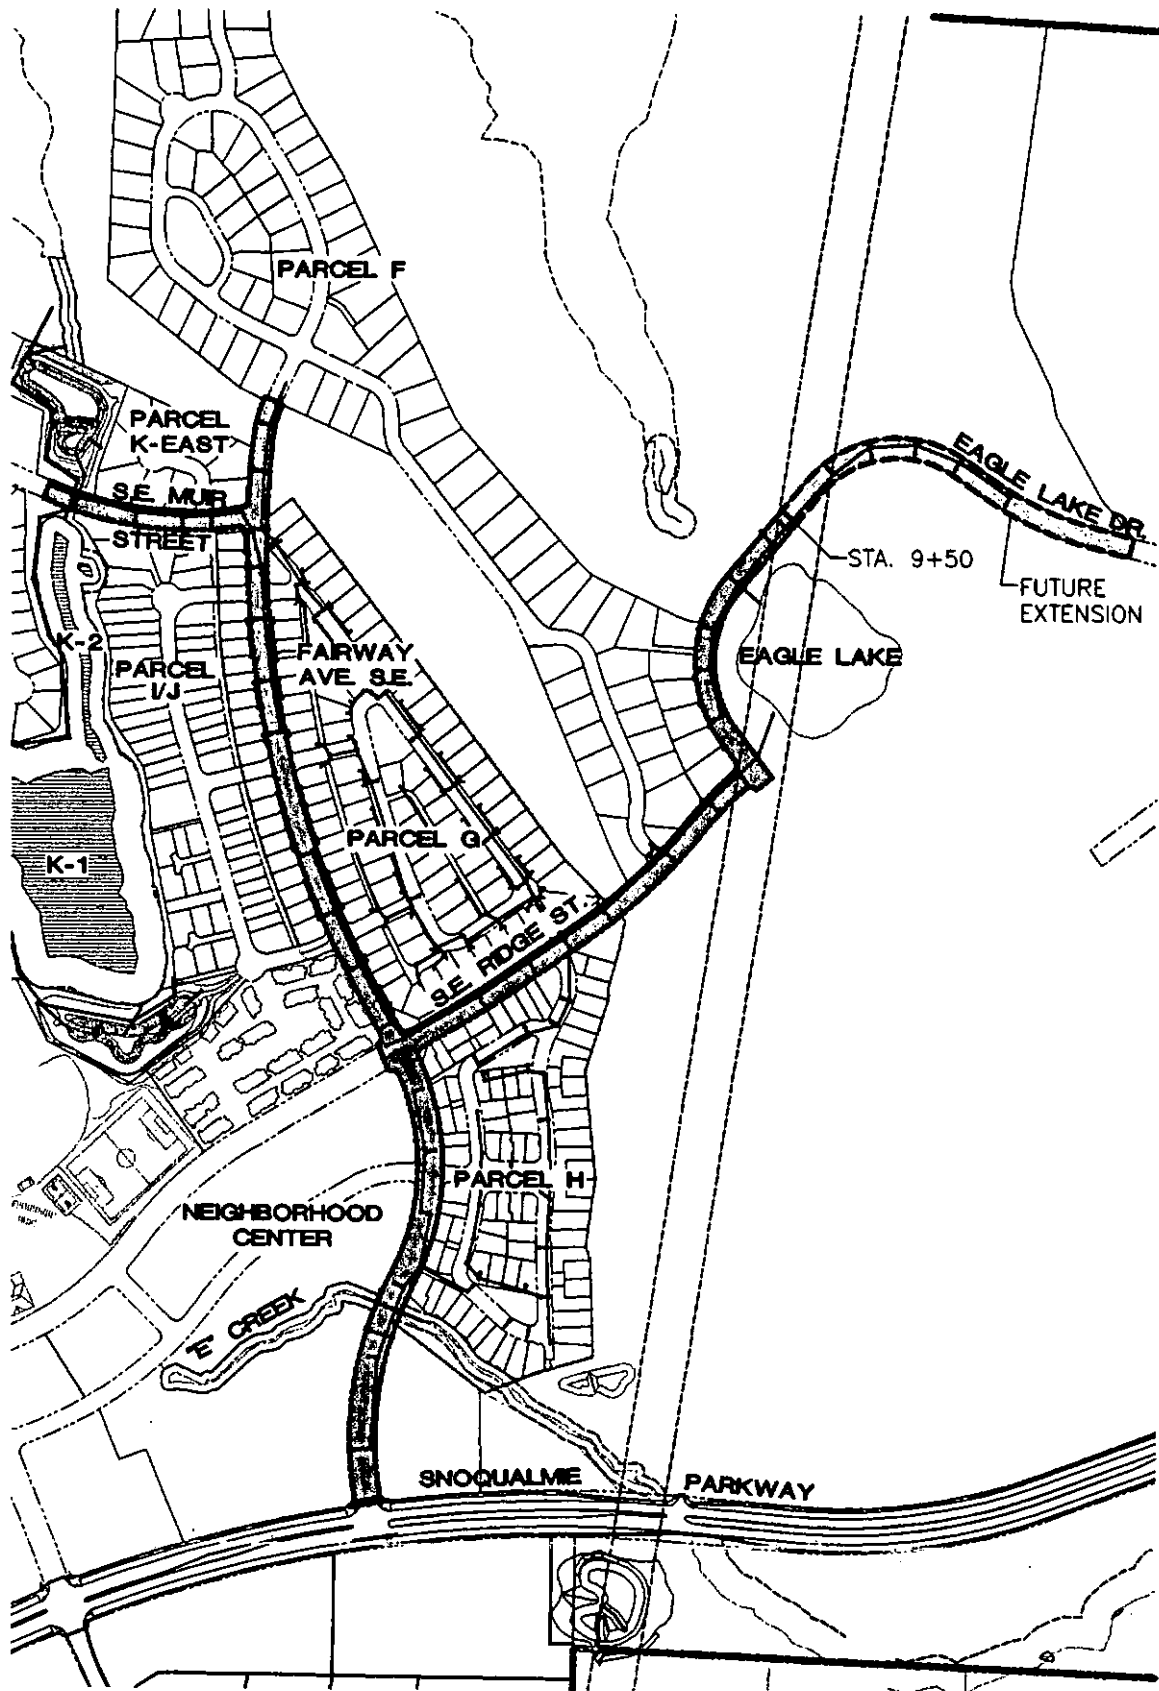 PARCEL F
PARCEL
K-EAST
EAGLE LAKE DR.
S.E. MUIR
STREET
STA. 9+50
FUTURE
EXTENSION
K-2
FAIRWAY
AVE. S.E.
EAGLE LAKE
PARCEL
I/J
PARCEL G
K-1
S.E. RIDGE ST.
PARCEL H
NEIGHBORHOOD
CENTER
"E" CREEK
SNOQUALMIE PARKWAY